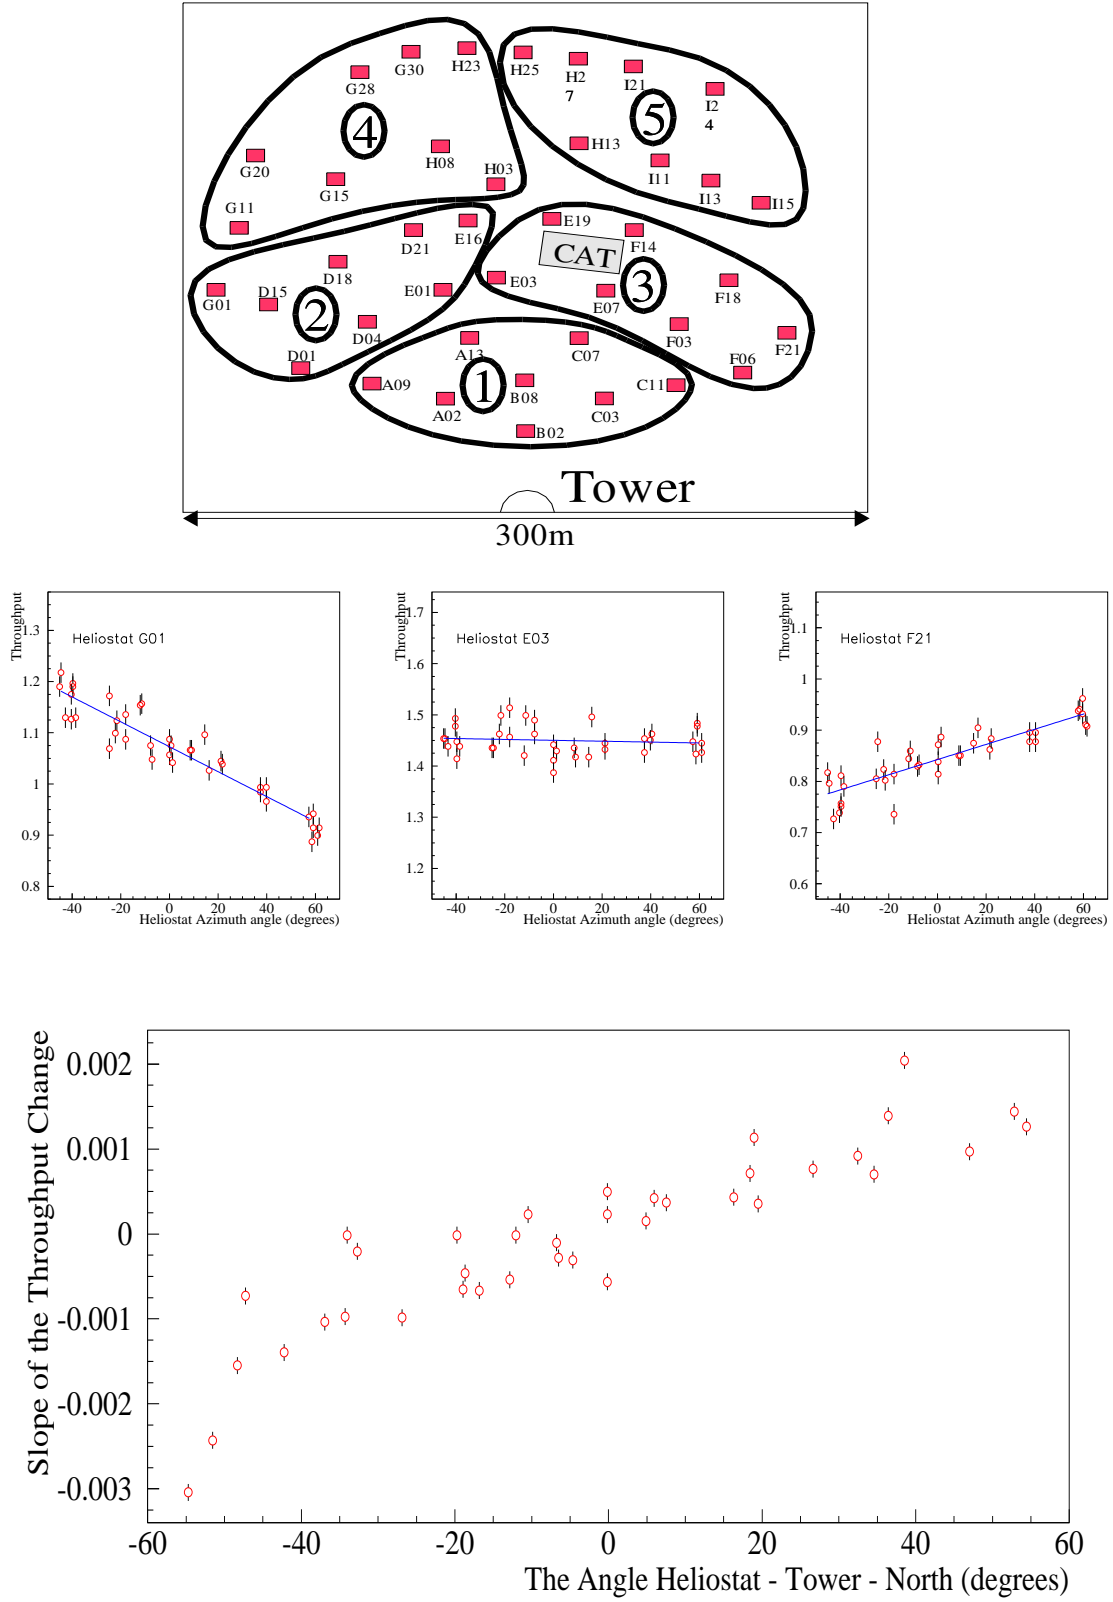 H23
G30
G28
H25
H2
7
I21
I2
4
4
5
H08
H13
G20
G15
H03
I11
I13
I15
G11
D21
E16
E19
F14
CAT
D18
G01
D15
E01
E03
E07
3
F18
2
D04
F03
F21
D01
A13
C07
F06
A09
1
B08
C11
A02
C03
B02
Tower
300m
Throughput
Heliostat G01
1.3
1.2
1.1
1
0.9
0.8
-40
-20
0
20
40
60
Heliostat Azimuth angle (degrees)
Throughput
Heliostat E03
1.7
1.6
1.5
1.4
1.3
1.2
-40
-20
0
20
40
60
Heliostat Azimuth angle (degrees)
Throughput
Heliostat F21
1.1
1
0.9
0.8
0.7
0.6
-40
-20
0
20
40
60
Heliostat Azimuth angle (degrees)
Slope of the Throughput Change
0.002
0.001
0
-0.001
-0.002
-0.003
-60
-40
-20
0
20
40
60
The Angle Heliostat - Tower - North (degrees)